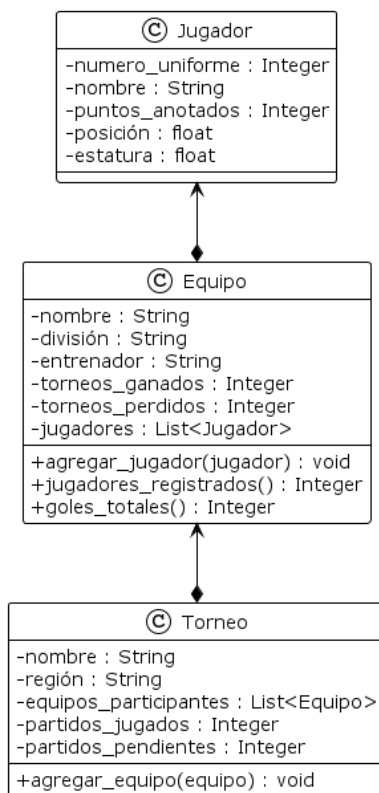 C Jugador
-numero_uniforme : Integer
-nombre : String
-puntos_anotados : Integer
-posición : float
-estatura : float
C Equipo
-nombre : String
-división : String
-entrenador : String
-torneos_ganados : Integer
-torneos_perdidos : Integer
-jugadores : List<Jugador>
+agregar_jugador(jugador) : void
+jugadores_registrados() : Integer
+goles_totales() : Integer
C Torneo
-nombre : String
-región : String
-equipos_participantes : List<Equipo>
-partidos_jugados : Integer
-partidos_pendientes : Integer
+agregar_equipo(equipo) : void